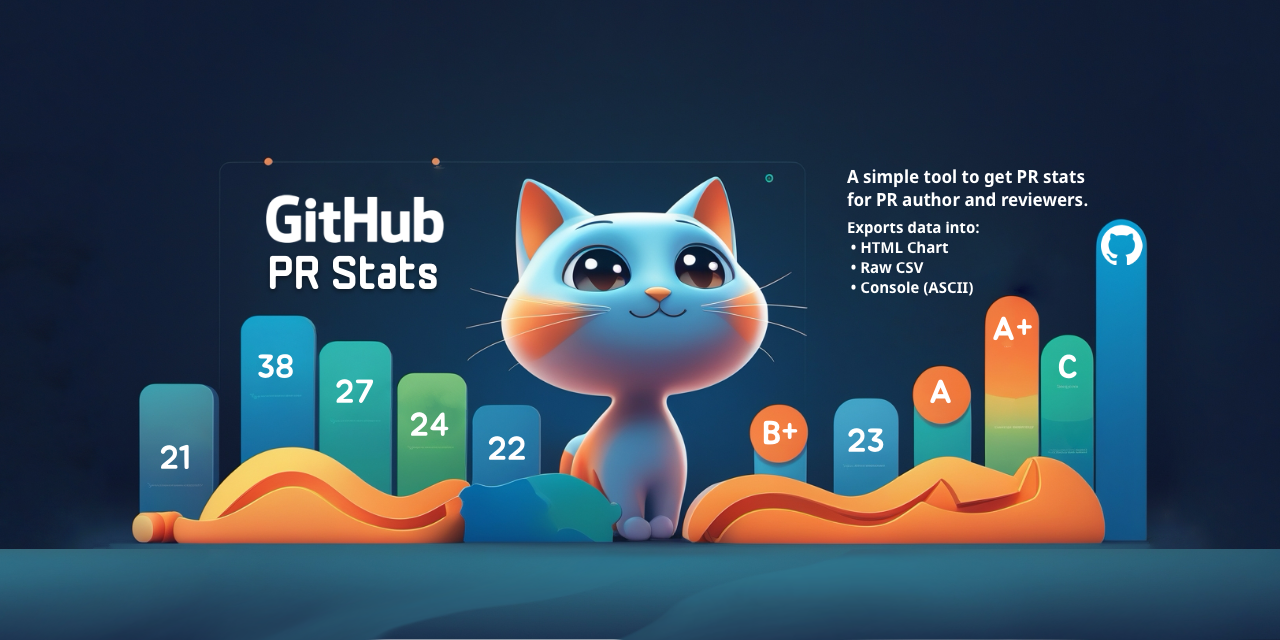 GitHub
PR Stats
A simple tool to get PR stats
for PR author and reviewers.
Exports data into:
• HTML Chart
• Raw CSV
• Console (ASCII)
21
38
27
24
22
B+
23
A
A+
C